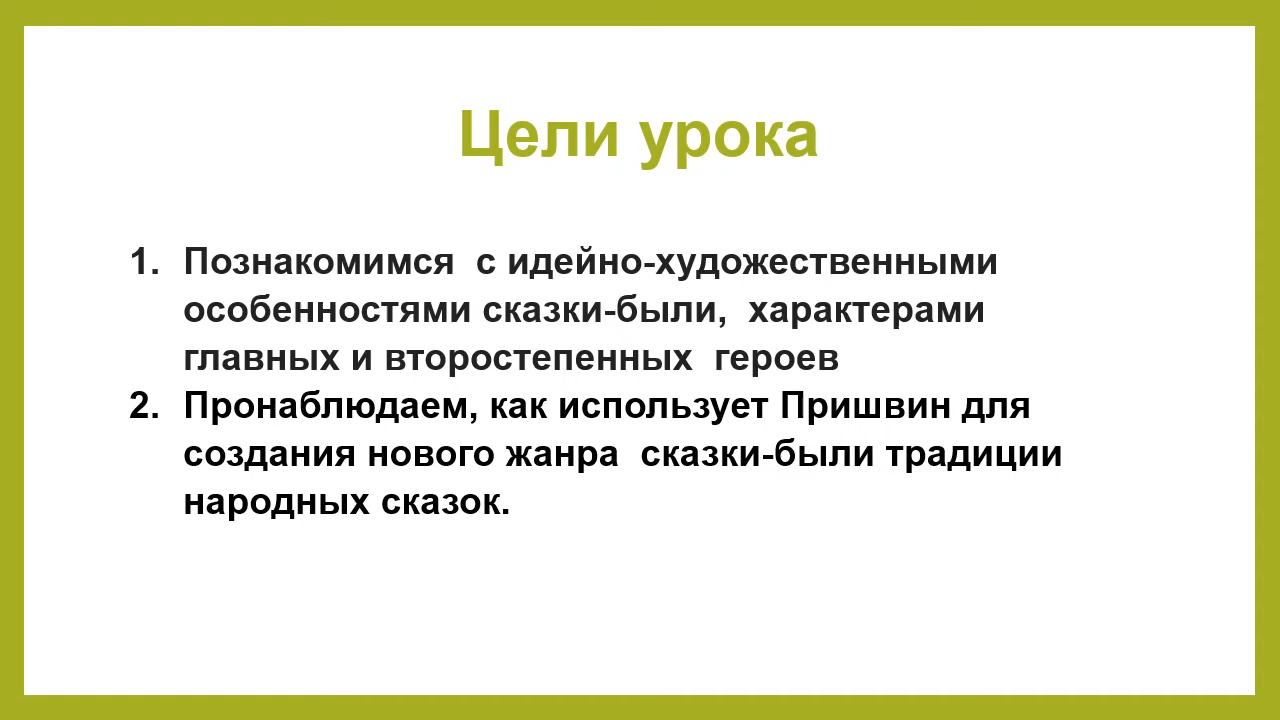 Цели урока
1. Познакомимся  с идейно-художественными
особенностями сказки-были,  характерами
главных и второстепенных  героев
2. Пронаблюдаем, как использует Пришвин для
создания нового жанра  сказки-были традиции
народных сказок.